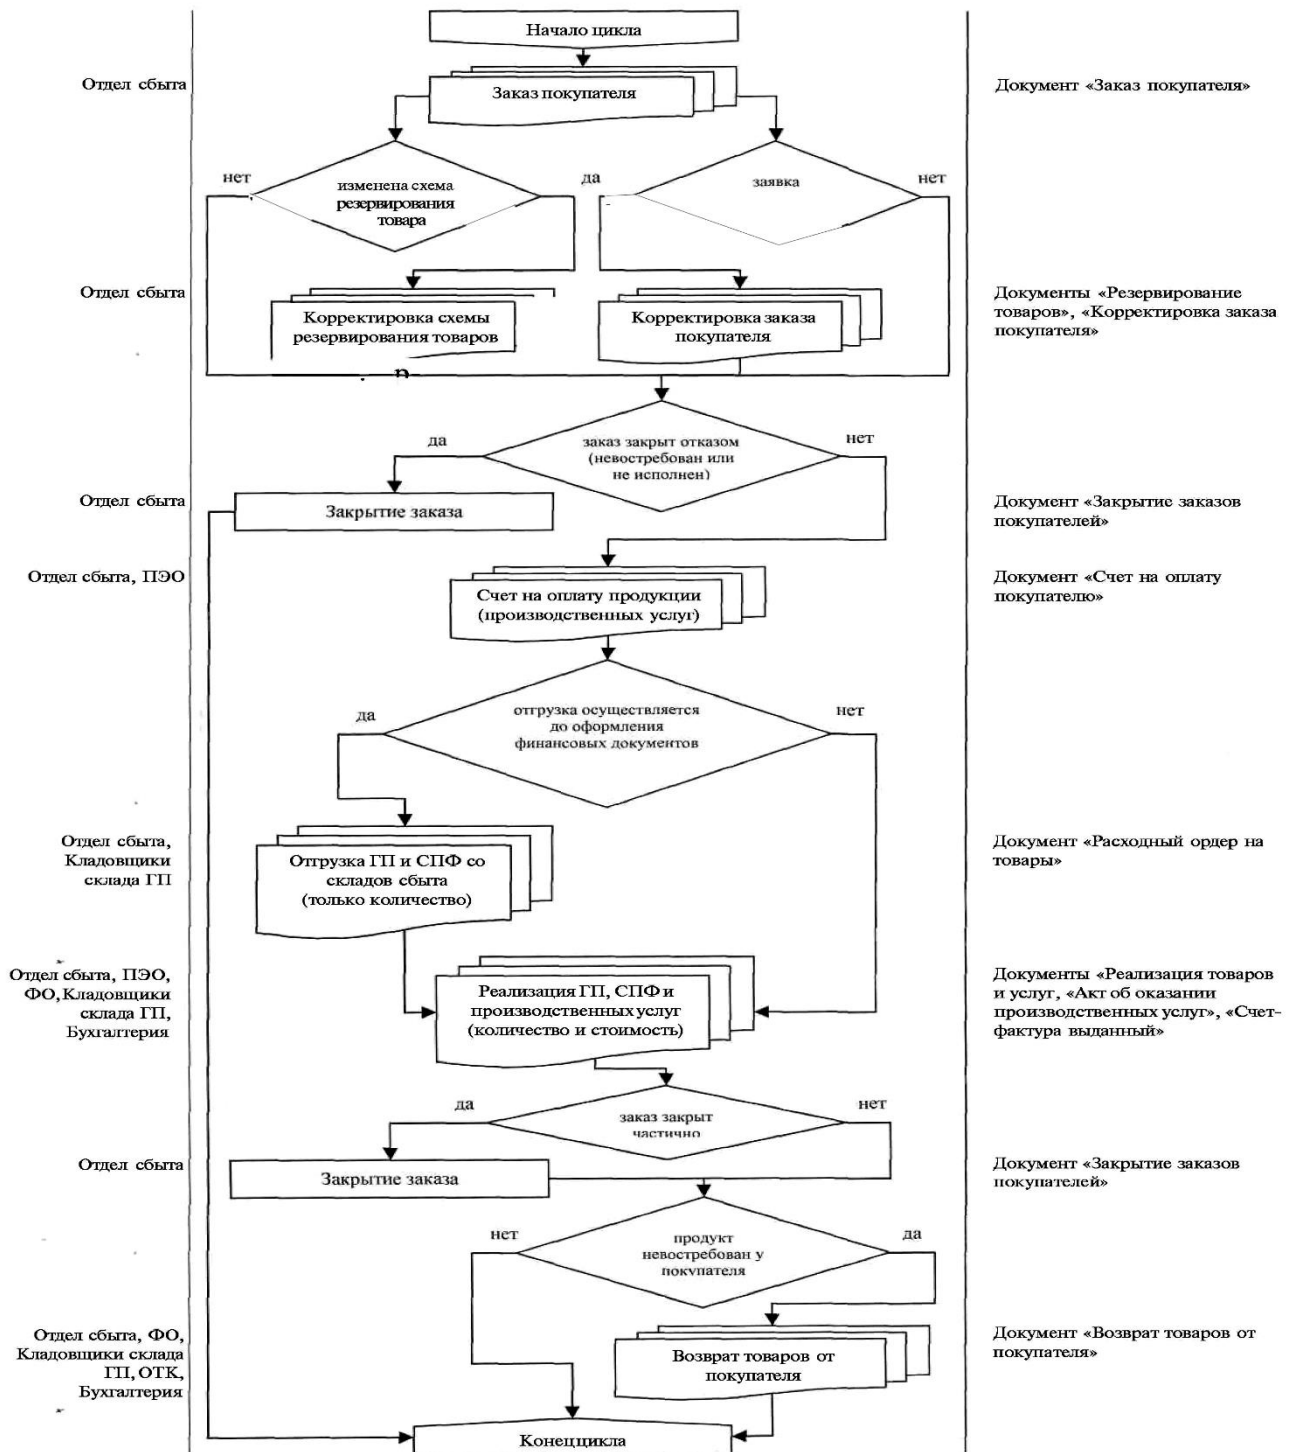 Начало цикла
Отдел сбыта
Заказ покупателя
Документ «Заказ покупателя»
нет
изменена схема
резервирования
товара
да
заявка
нет
Отдел сбыта
Корректировка схемы
резервирования товаров
Корректировка заказа
покупателя
Документы «Резервирование
товаров», «Корректировка заказа
покупателя»
да
заказ закрыт отказом
(невостребован или
не исполнен)
нет
Отдел сбыта
Закрытие заказа
Документ «Закрытие заказов
покупателей»
Отдел сбыта, ПЭО
Счет на оплату продукции
(производственных услуг)
Документ «Счет на оплату
покупателю»
да
отгрузка осуществляется
до оформления
финансовых документов
нет
Отдел сбыта,
Кладовщики
склада ГП
Отгрузка ГП и СПФ со
складов сбыта
(только количество)
Документ «Расходный ордер на
товары»
Отдел сбыта, ПЭО,
ФО,Кладовщики
склада ГП,
Бухгалтерия
Реализация ГП, СПФ и
производственных услуг
(количество и стоимость)
Документы «Реализация товаров
и услуг, «Акт об оказании
производственных услуг», «Счет-
фактура выданный»
да
заказ закрыт
частично
нет
Отдел сбыта
Закрытие заказа
Документ «Закрытие заказов
покупателей»
нет
продукт
невостребован у
покупателя
да
Отдел сбыта, ФО,
Кладовщики склада
ГП, ОТК,
Бухгалтерия
Возврат товаров от
покупателя
Документ «Возврат товаров от
покупателя»
Конец цикла